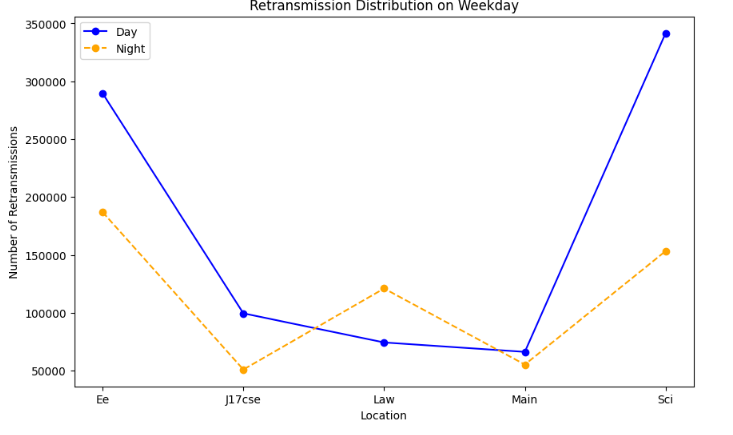 Retransmission Distribution on Weekday
Day
Night
Number of Retransmissions
350000
300000
250000
200000
150000
100000
50000
Ee
J17cse
Law
Main
Sci
Location